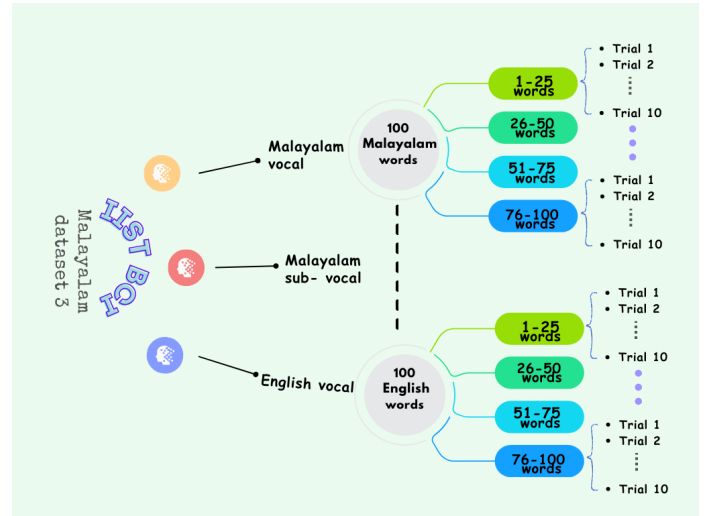 IIST BCI
Malayalam
dataset 3
Malayalam
vocal
Malayalam
sub- vocal
English vocal
100
Malayalam
words
1-25
words
26-50
words
51-75
words
76-100
words
Trial 1
Trial 2
Trial 10
Trial 1
Trial 2
Trial 10
100
English
words
1-25
words
26-50
words
51-75
words
76-100
words
Trial 1
Trial 2
Trial 10
Trial 1
Trial 2
Trial 10